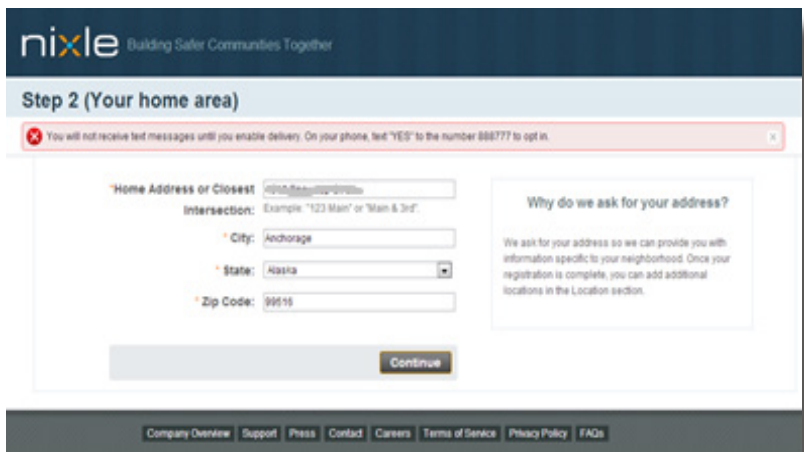 nixle Building Safer Communities Together
Step 2 (Your home area)
You will not receive text messages until you enable delivery. On your phone, text "YES" to the number 888777 to opt in.
*Home Address or Closest
Intersection: Example: "123 Main" or "Main & 3rd".
* City: Anchorage
* State: Alaska
* Zip Code: 99516
Continue
Why do we ask for your address?
We ask for your address so we can provide you with
information specific to your neighborhood. Once your
registration is complete, you can add additional
locations in the Location section.
Company Overview Support Press Contact Careers Terms of Service Privacy Policy FAQs